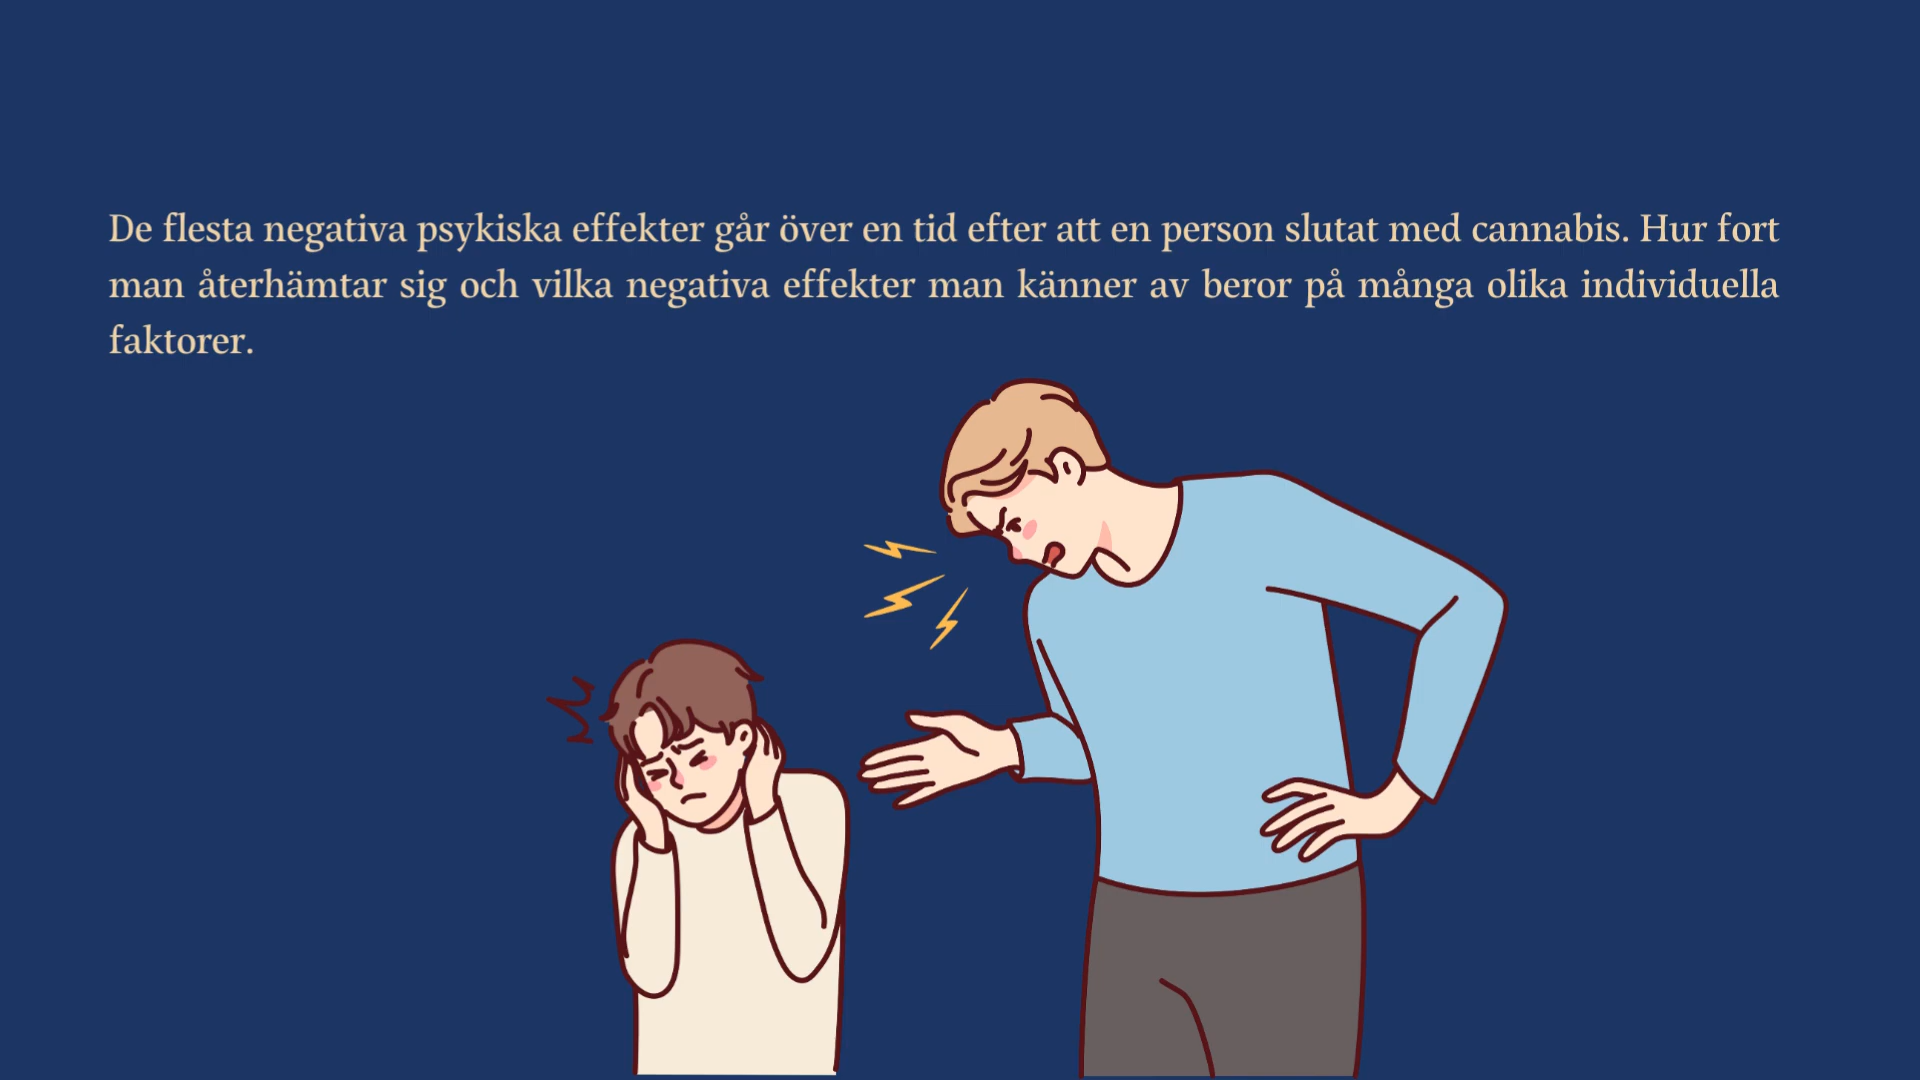 De flesta negativa psykiska effekter går över en tid efter att en person slutat med cannabis. Hur fort
man återhämtar sig och vilka negativa effekter man känner av beror på många olika individuella
faktorer.